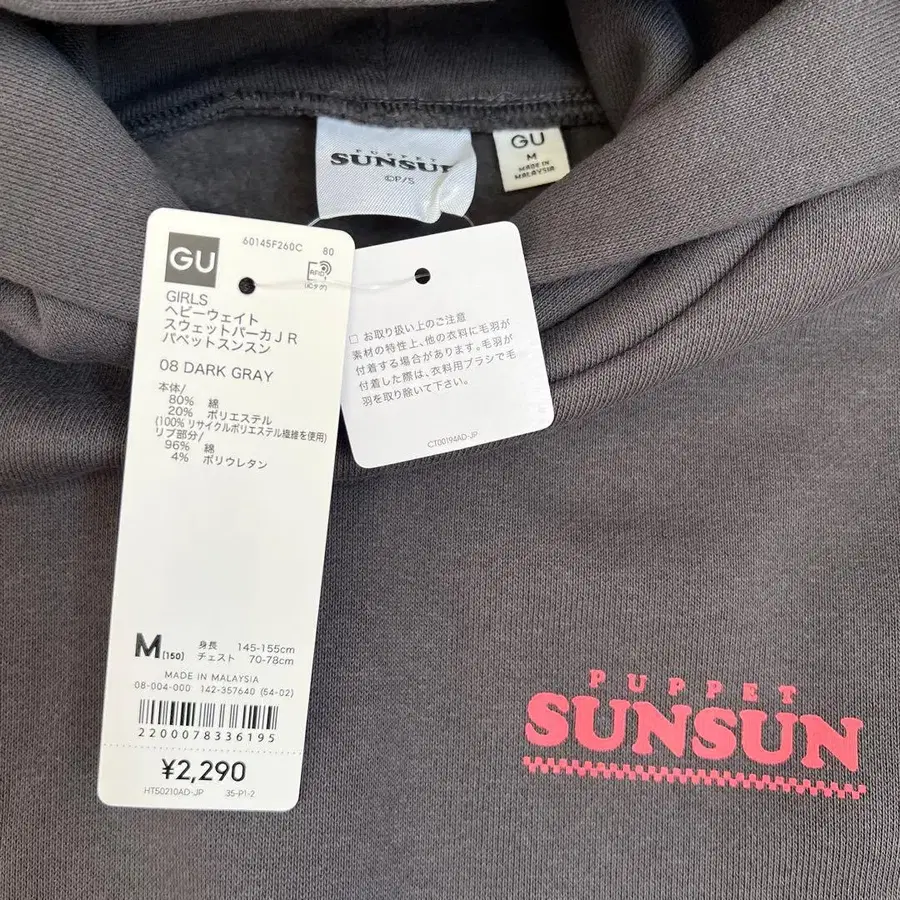 PUPPET
SUNSUN
©P/S
GU
M
MADE IN
MALAYSIA
GU
60145F260C 80
RFID
(ICタグ)
GIRLS
ヘビーウェイト
スウェットパーカJR
パペットスンスン
08 DARK GRAY
本体/
80% 綿
20% ポリエステル
(100%リサイクルポリエステル繊維を使用)
リブ部分/
96% 綿
4% ポリウレタン
M[150] 身長 145-155cm
チェスト 70-78cm
MADE IN MALAYSIA
08-004-000 142-357640 (54-02)
2200078336195
¥2,290
HT50210AD-JP 35-P1-2
□ お取り扱い上のご注意
素材の特性上、他の衣料に毛羽が
付着する場合があります。毛羽が
付着した際は、衣料用ブラシで毛
羽を取り除いて下さい。
CT00194AD-JP
PUPPET
SUNSUN